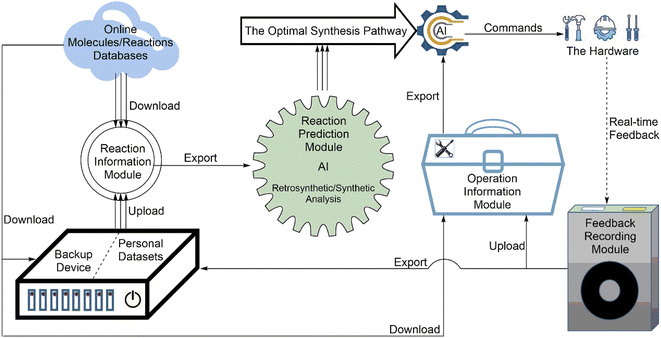 Online
Molecules/Reactions
Databases
The Optimal Synthesis Pathway
AI
Commands
The Hardware
Download
Export
Real-time
Feedback
Reaction
Information
Module
Export
Reaction
Prediction
Module
AI
Retrosynthetic/Synthetic
Analysis
Operation
Information
Module
Download
Upload
Backup
Device
Personal
Datasets
Export
Upload
Feedback
Recording
Module
Download